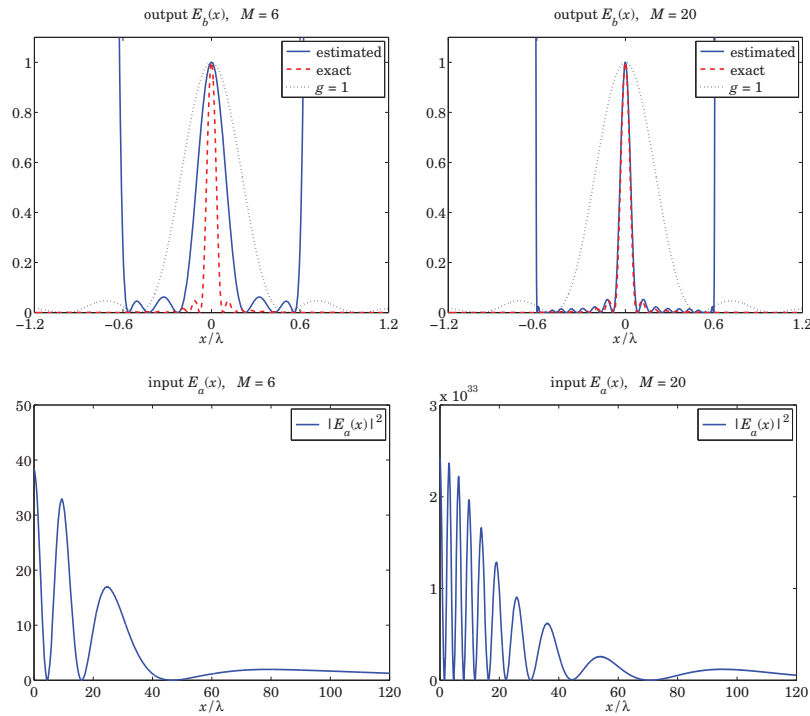 output E_b(x),   M = 6
estimated
exact
g = 1
1
0.8
0.6
0.4
0.2
0
−1.2
−0.6
0
0.6
1.2
x/λ
output E_b(x),   M = 20
estimated
exact
g = 1
1
0.8
0.6
0.4
0.2
0
−1.2
−0.6
0
0.6
1.2
x/λ
input E_a(x),   M = 6
|E_a(x)|²
50
40
30
20
10
0
0
20
40
60
80
100
120
x/λ
input E_a(x),   M = 20
x 10³³
|E_a(x)|²
3
2
1
0
0
20
40
60
80
100
120
x/λ